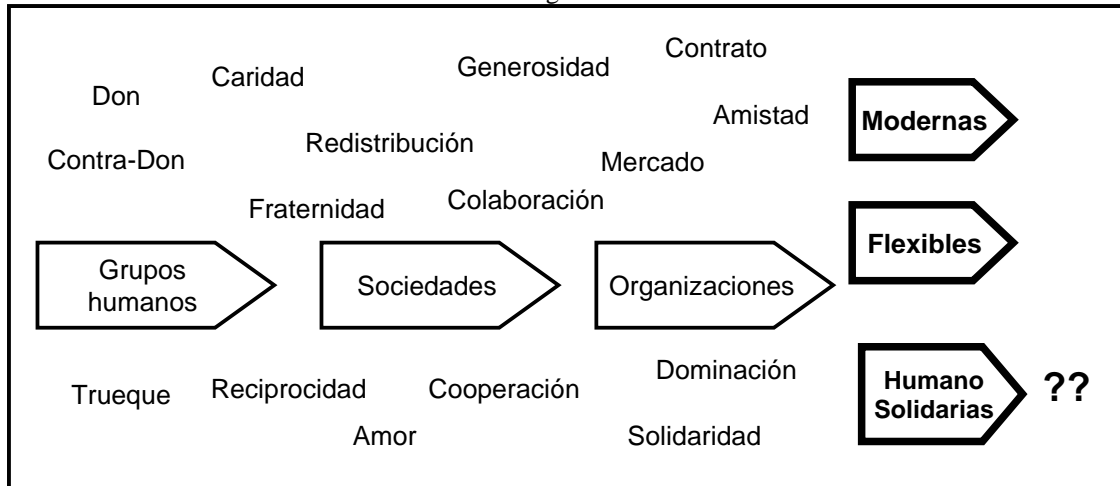 Contrato
Caridad
Generosidad
Don
Amistad
Modernas
Redistribución
Contra-Don
Mercado
Fraternidad
Colaboración
Flexibles
Grupos
humanos
Sociedades
Organizaciones
Dominación
Trueque
Reciprocidad
Cooperación
Humano
Solidarias
??
Amor
Solidaridad